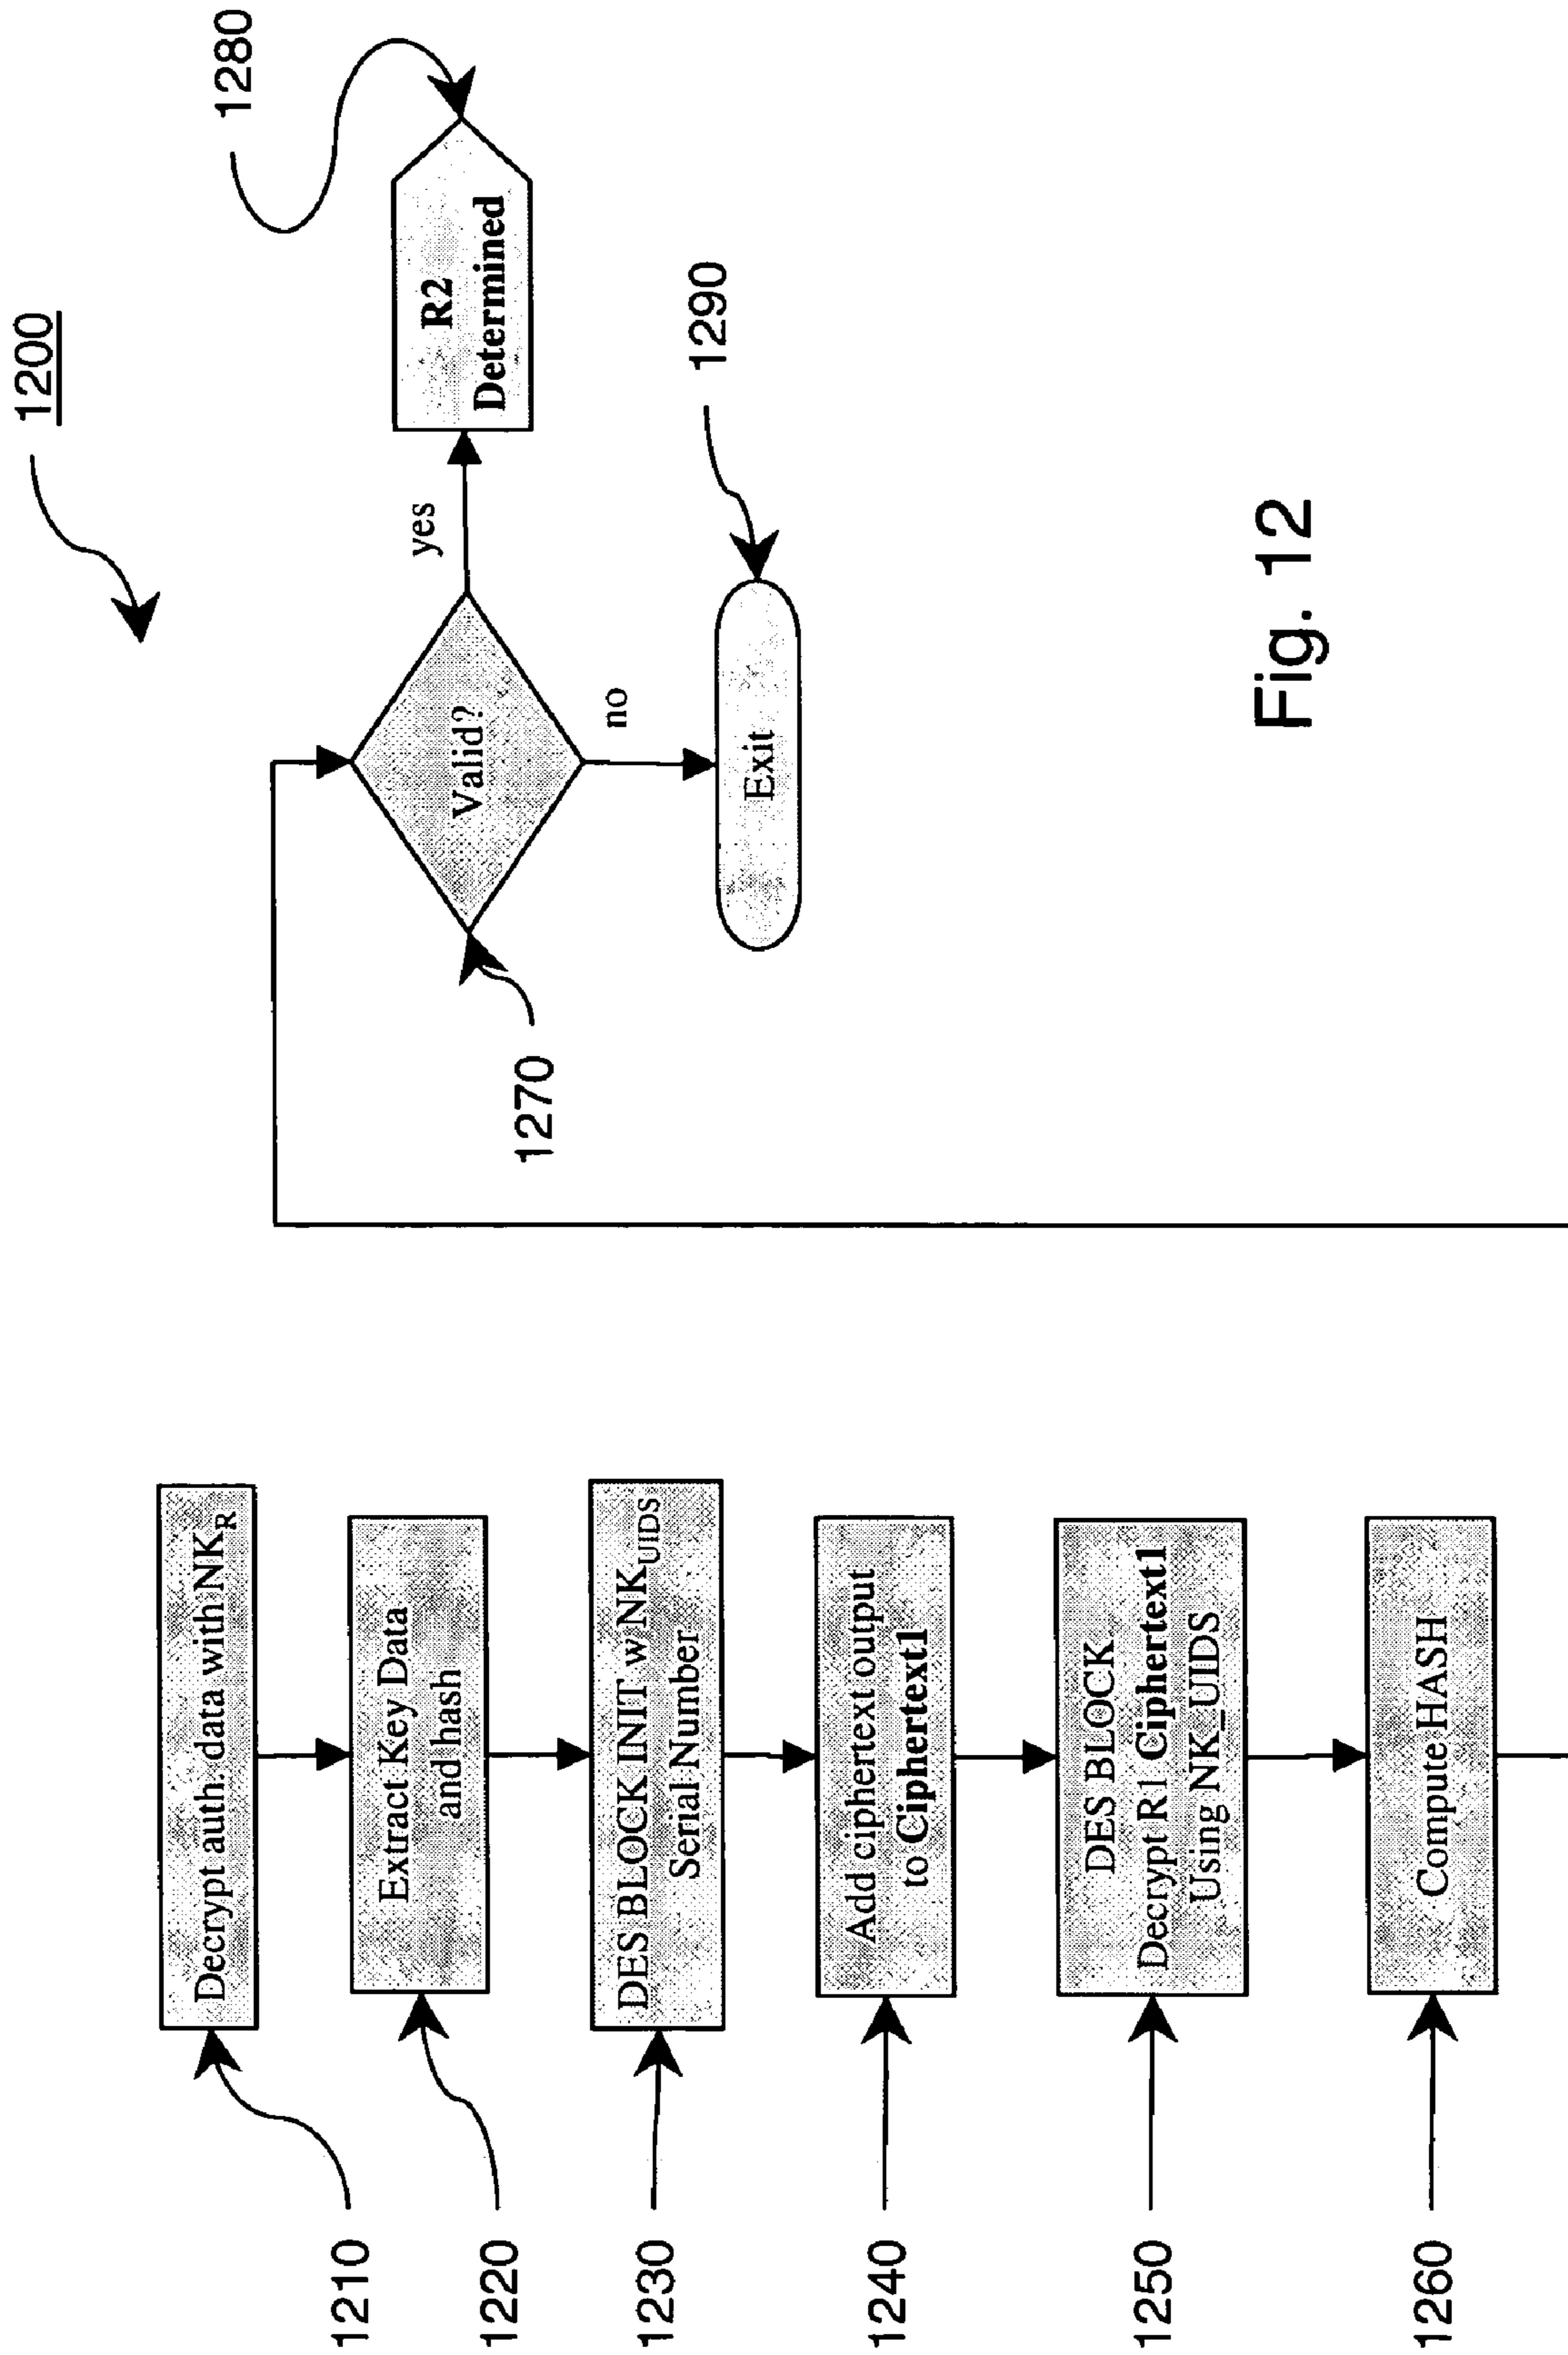 1200
1210
Decrypt auth. data with NK_R
1220
Extract Key Data
and hash
1230
DES BLOCK INIT wNK_UIDS
Serial Number
1240
Add ciphertext output
to Ciphertext1
1250
DES BLOCK
Decrypt R1 Ciphertext1
Using NK_UIDS
1260
Compute HASH
1270
Valid?
yes
no
R2
Determined
1280
Exit
1290
Fig. 12